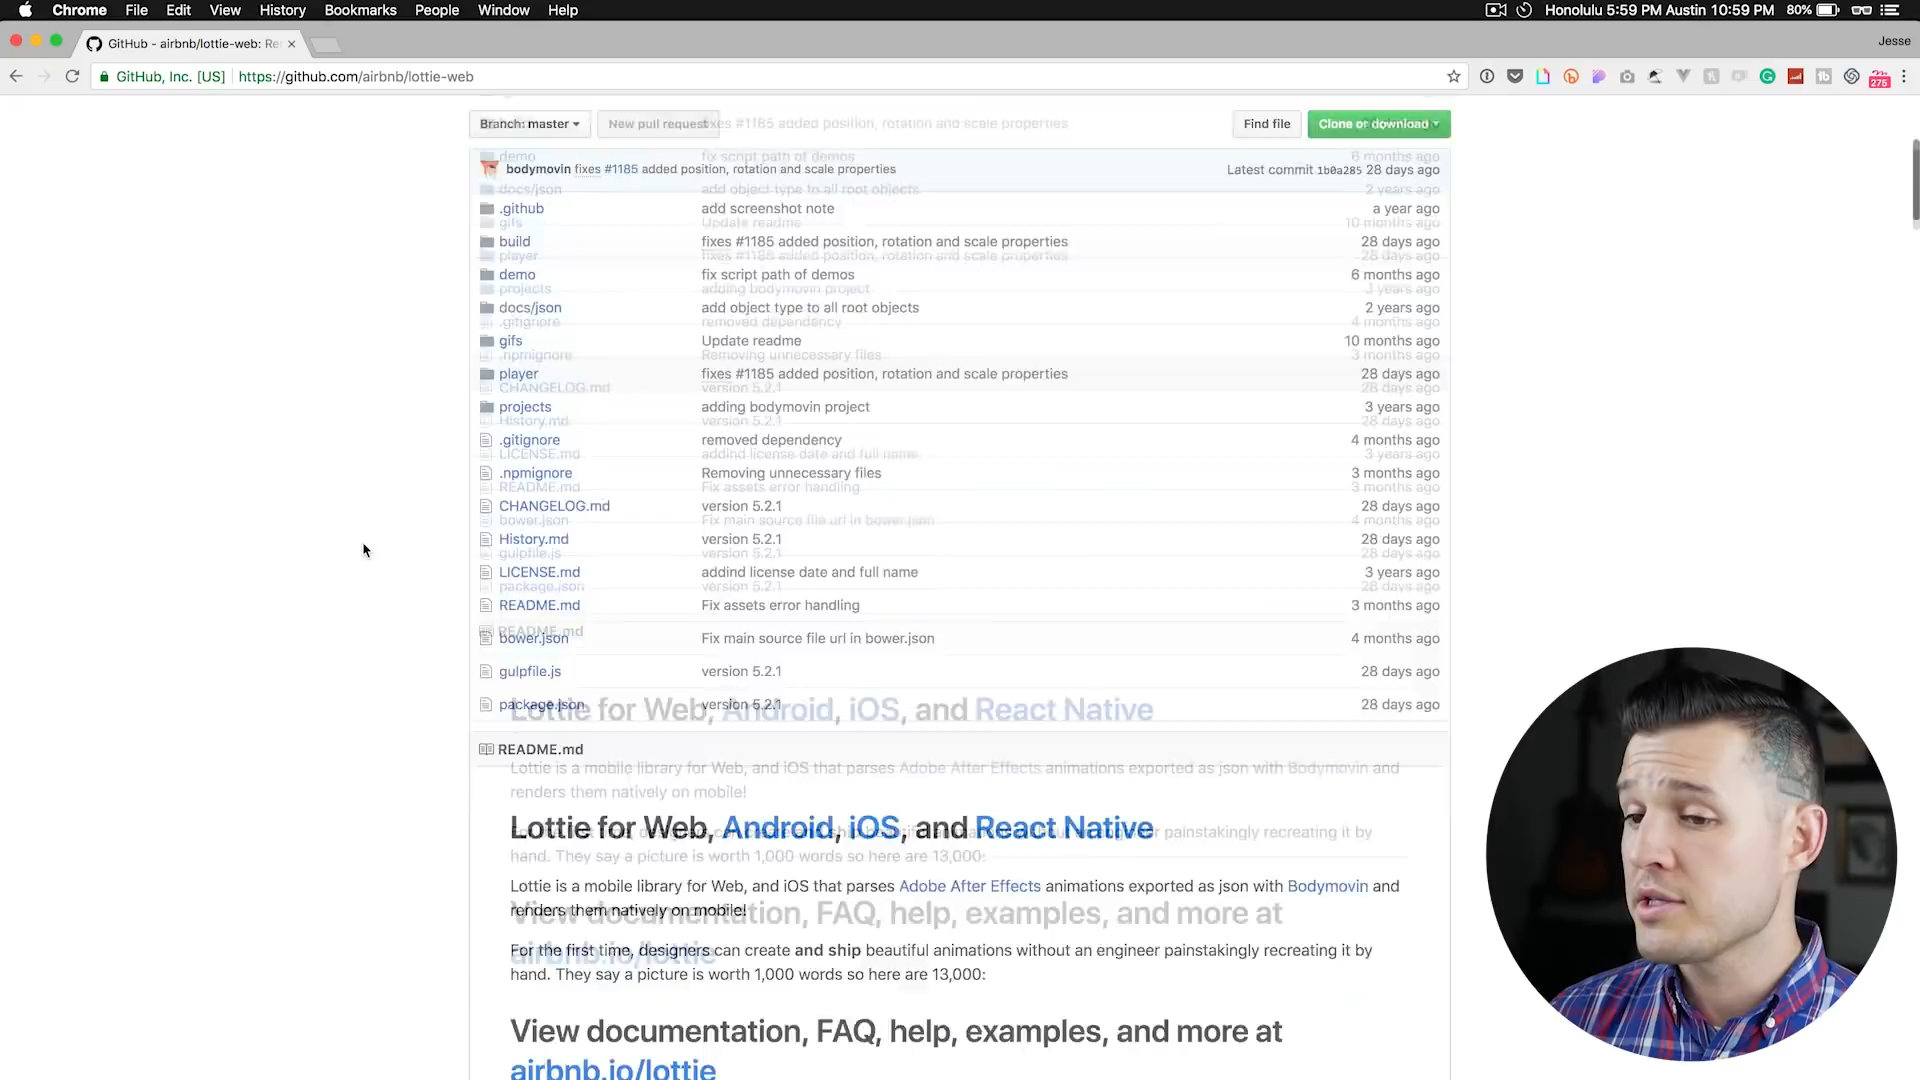 Chrome File Edit View History Bookmarks People Window Help Honolulu 5:59 PM Austin 10:59 PM 80%
GitHub - airbnb/lottie-web: Re Jesse
GitHub, Inc. [US] https://github.com/airbnb/lottie-web 275
Branch: master New pull request fixes #1185 added position, rotation and scale properties Find file Clone or download
demo fix script path of demos 6 months ago
bodymovin fixes #1185 added position, rotation and scale properties Latest commit 1b0a285 28 days ago
docs/json add object type to all root objects 2 years ago
.github add screenshot note a year ago
gifs Update readme 10 months ago
build fixes #1185 added position, rotation and scale properties 28 days ago
player fixes #1185 added position, rotation and scale properties 28 days ago
demo fix script path of demos 6 months ago
projects adding bodymovin project 3 years ago
docs/json add object type to all root objects 2 years ago
.gitignore removed dependency 4 months ago
gifs Update readme 10 months ago
.npmignore Removing unnecessary files 3 months ago
player fixes #1185 added position, rotation and scale properties 28 days ago
CHANGELOG.md version 5.2.1 28 days ago
projects adding bodymovin project 3 years ago
History.md version 5.2.1 28 days ago
.gitignore removed dependency 4 months ago
LICENSE.md addind license date and full name 3 years ago
.npmignore Removing unnecessary files 3 months ago
README.md Fix assets error handling 3 months ago
CHANGELOG.md version 5.2.1 28 days ago
bower.json Fix main source file url in bower.json 4 months ago
History.md version 5.2.1 28 days ago
gulpfile.js version 5.2.1 28 days ago
LICENSE.md addind license date and full name 3 years ago
package.json version 5.2.1 28 days ago
README.md Fix assets error handling 3 months ago
README.md
bower.json Fix main source file url in bower.json 4 months ago
gulpfile.js version 5.2.1 28 days ago
package.json version 5.2.1 28 days ago
Lottie for Web, Android, iOS, and React Native
README.md
Lottie is a mobile library for Web, and iOS that parses Adobe After Effects animations exported as json with Bodymovin and
renders them natively on mobile!
Lottie for Web, Android, iOS, and React Native
For the first time, designers can create and ship beautiful animations without an engineer painstakingly recreating it by
hand. They say a picture is worth 1,000 words so here are 13,000:
Lottie is a mobile library for Web, and iOS that parses Adobe After Effects animations exported as json with Bodymovin and
renders them natively on mobile!
View documentation, FAQ, help, examples, and more at
airbnb.io/lottie
For the first time, designers can create and ship beautiful animations without an engineer painstakingly recreating it by
hand. They say a picture is worth 1,000 words so here are 13,000:
View documentation, FAQ, help, examples, and more at
airbnb.io/lottie